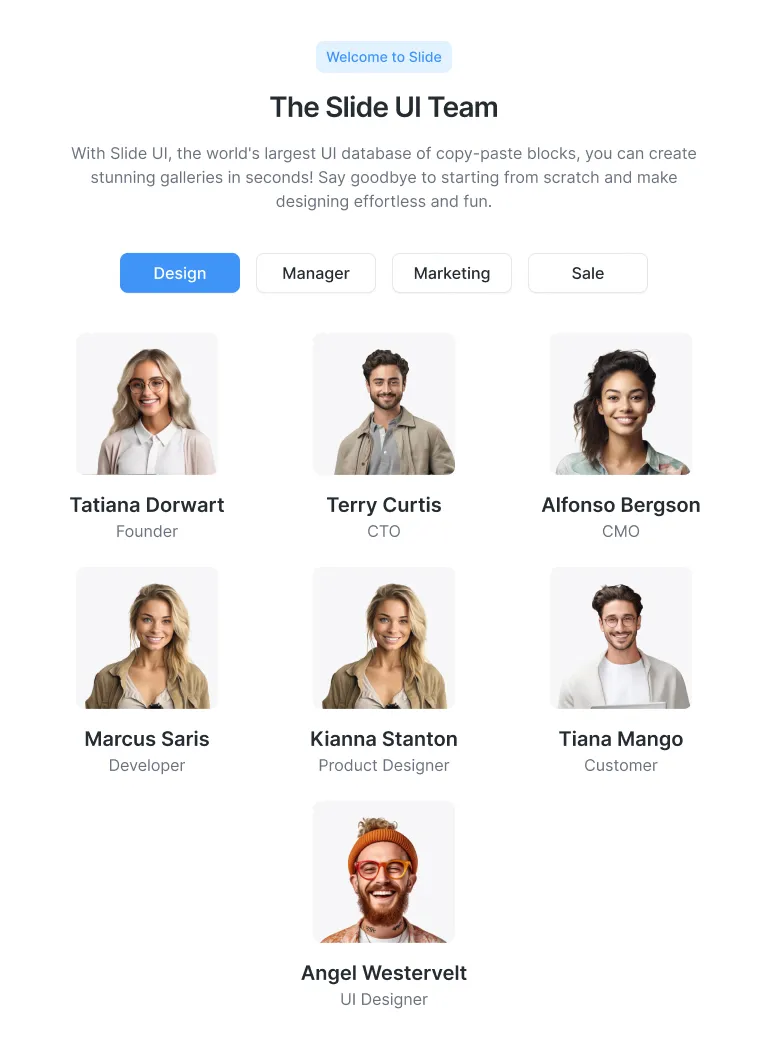 Welcome to Slide
The Slide UI Team
With Slide UI, the world's largest UI database of copy-paste blocks, you can create
stunning galleries in seconds! Say goodbye to starting from scratch and make
designing effortless and fun.
Design
Manager
Marketing
Sale
Tatiana Dorwart
Founder
Terry Curtis
CTO
Alfonso Bergson
CMO
Marcus Saris
Developer
Kianna Stanton
Product Designer
Tiana Mango
Customer
Angel Westervelt
UI Designer